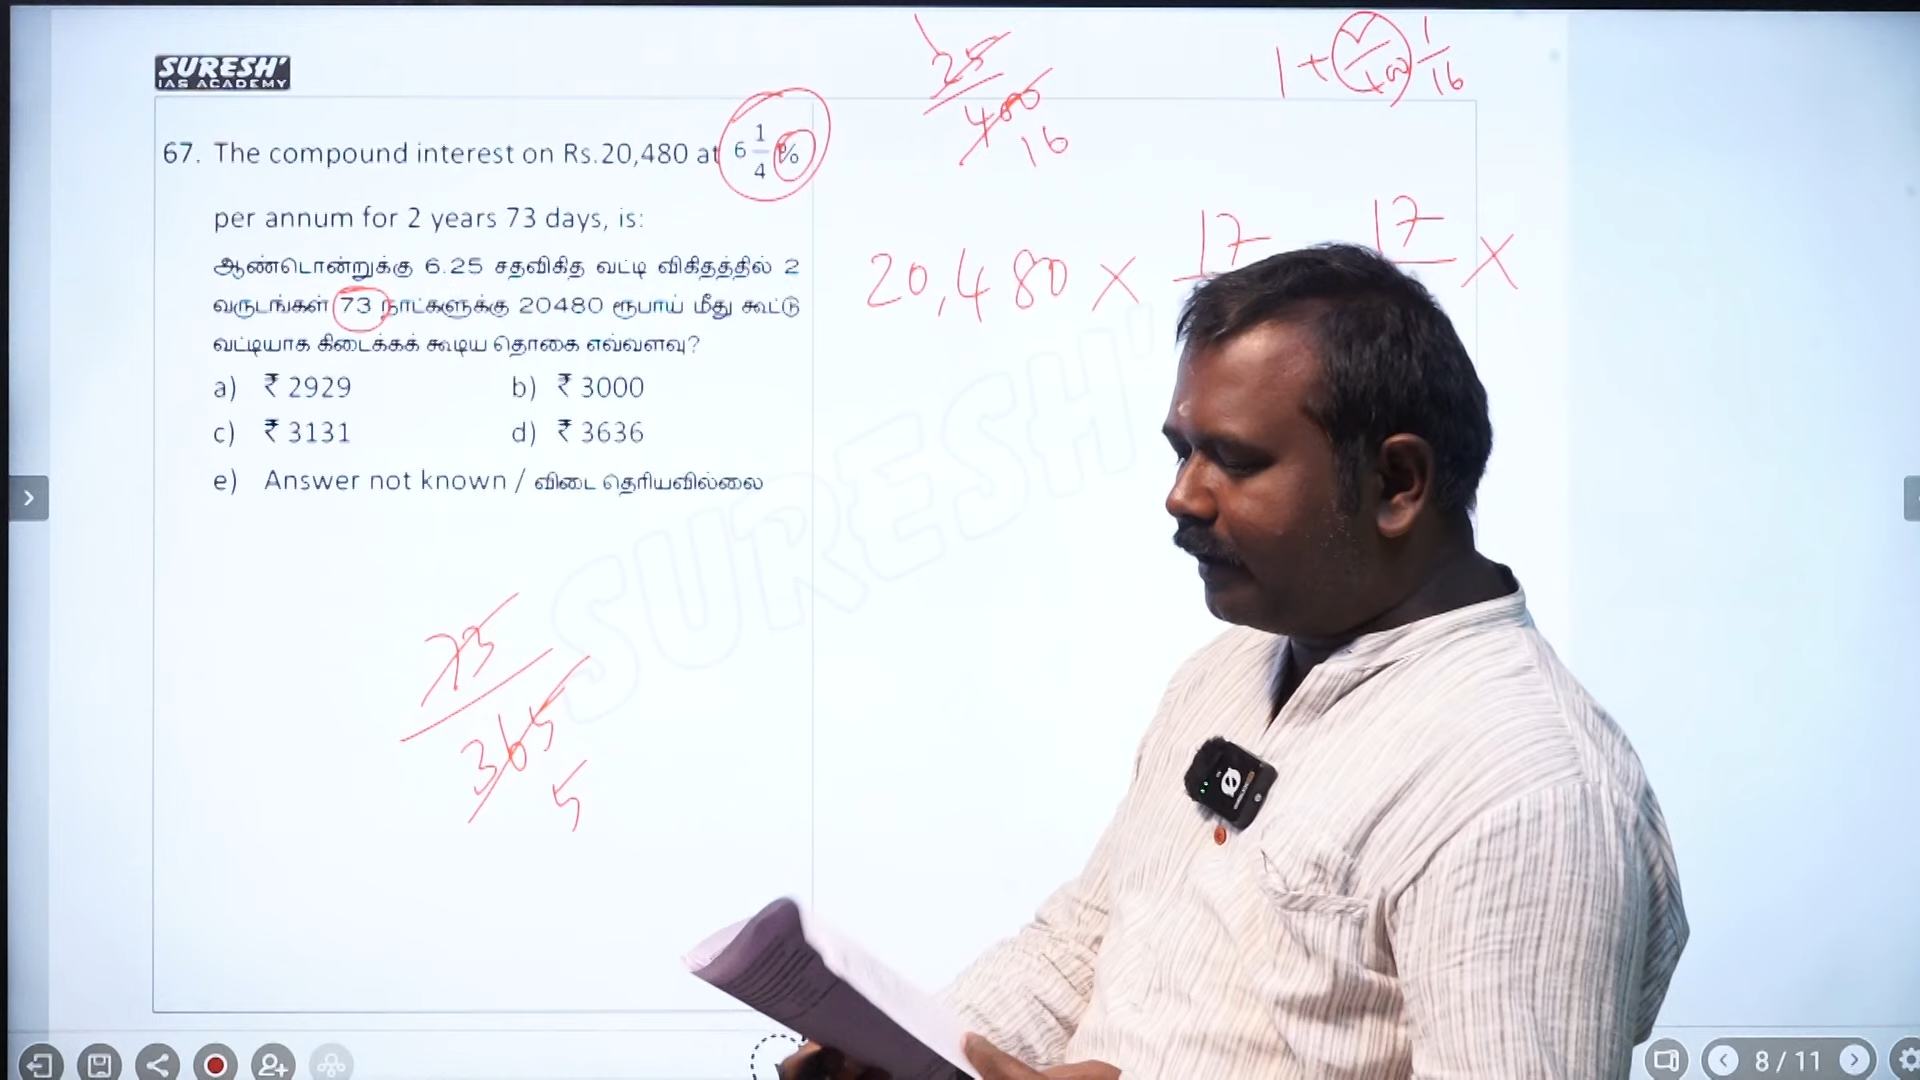 SURESH'
IAS ACADEMY
67. The compound interest on Rs.20,480 at 6 1/4 %
per annum for 2 years 73 days, is:
ஆண்டொன்றுக்கு 6.25 சதவிகித வட்டி விகிதத்தில் 2
வருடங்கள் 73 நாட்களுக்கு 20480 ரூபாய் மீது கூட்டு
வட்டியாக கிடைக்கக் கூடிய தொகை எவ்வளவு?
a) ₹ 2929 b) ₹ 3000
c) ₹ 3131 d) ₹ 3636
e) Answer not known / விடை தெரியவில்லை
25/400
16
1 + /100 1/16
20,480 × 17 17 ×
73/365
5
SURESH'
8 / 11